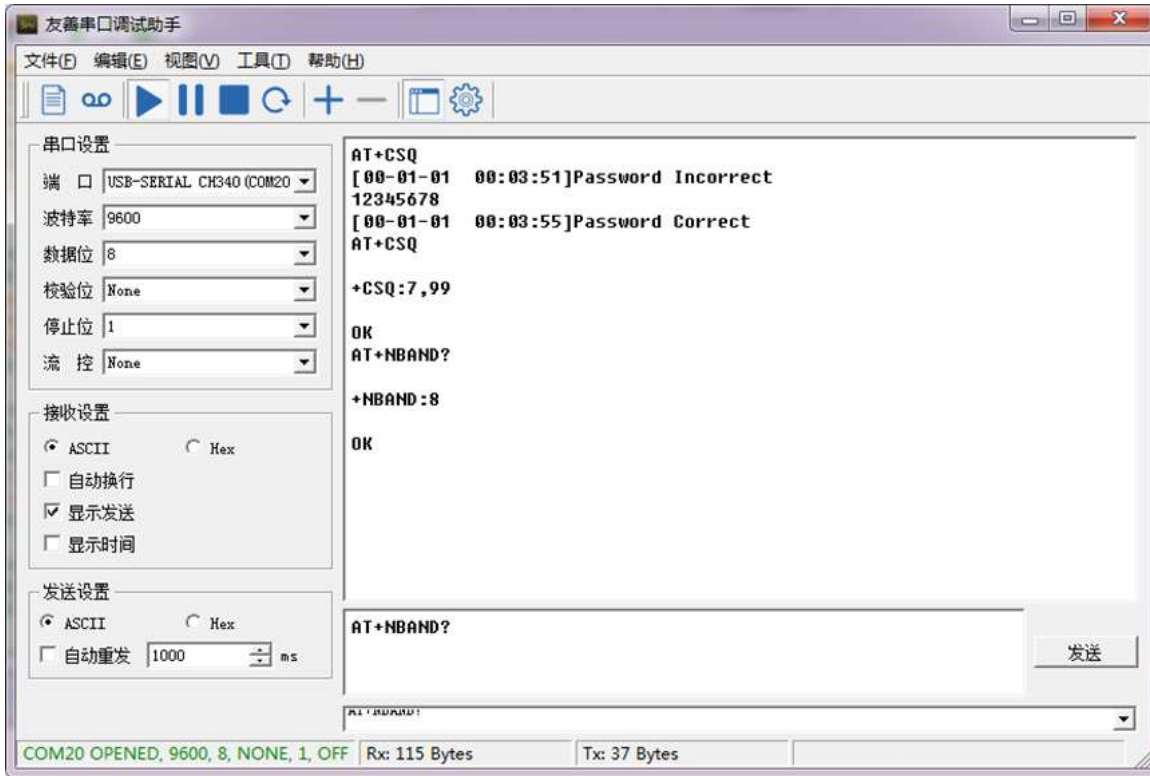 友善串口调试助手
文件(F) 编辑(E) 视图(V) 工具(T) 帮助(H)
串口设置
端 口 USB-SERIAL CH340 (COM20
波特率 9600
数据位 8
校验位 None
停止位 1
流 控 None
接收设置
ASCII Hex
自动换行
显示发送
显示时间
发送设置
ASCII Hex
自动重发 1000 ms
AT+CSQ
[00-01-01 00:03:51]Password Incorrect
12345678
[00-01-01 00:03:55]Password Correct
AT+CSQ
+CSQ:7,99
OK
AT+NBAND?
+NBAND:8
OK
AT+NBAND?
发送
AT+NBAND?
COM20 OPENED, 9600, 8, NONE, 1, OFF Rx: 115 Bytes Tx: 37 Bytes